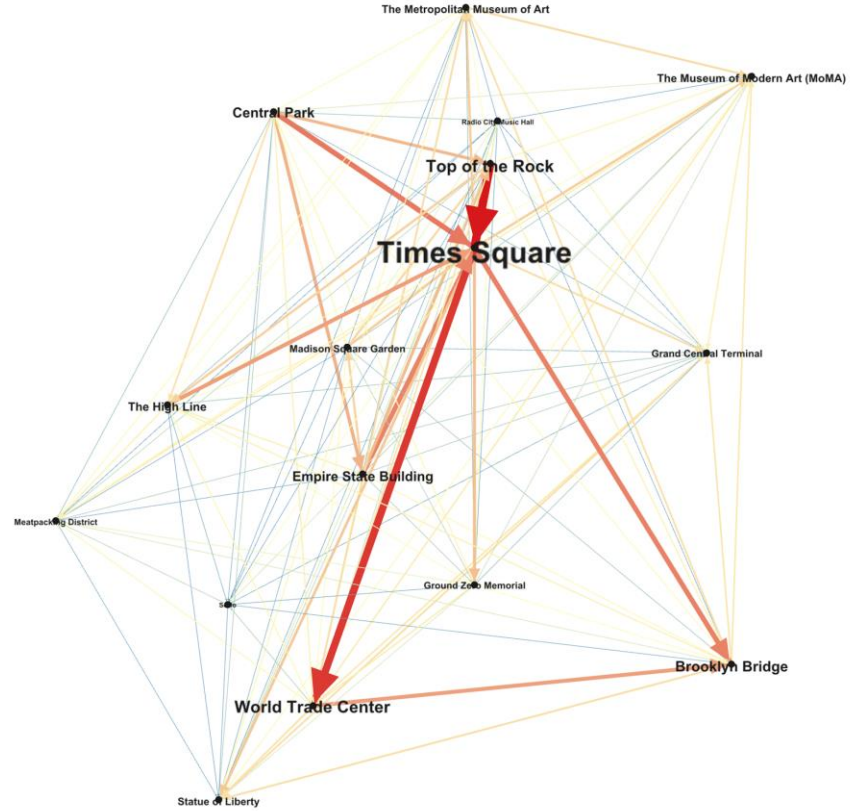 The Metropolitan Museum of Art
The Museum of Modern Art (MoMA)
Central Park
Radio City Music Hall
Top of the Rock
Times Square
Madison Square Garden
Grand Central Terminal
The High Line
Empire State Building
Meatpacking District
Ground Zero Memorial
Brooklyn Bridge
World Trade Center
Statue of Liberty